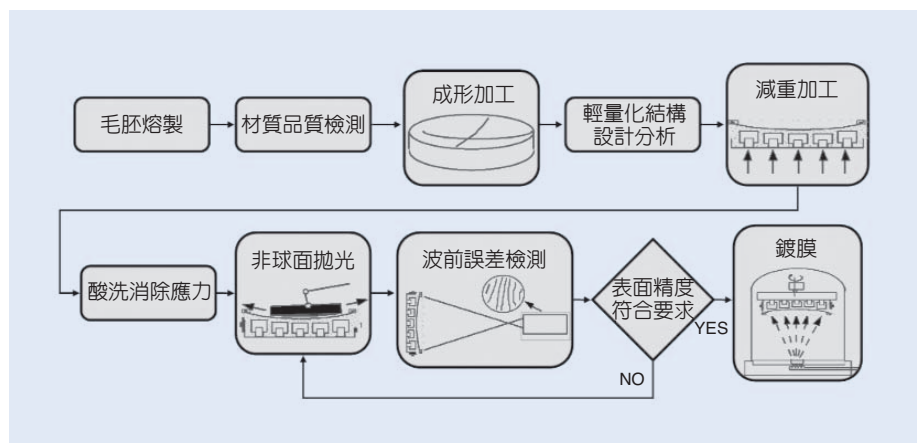 毛胚熔製
材質品質檢測
成形加工
輕量化結構
設計分析
減重加工
酸洗消除應力
非球面拋光
波前誤差檢測
表面精度
符合要求
YES
NO
鍍膜